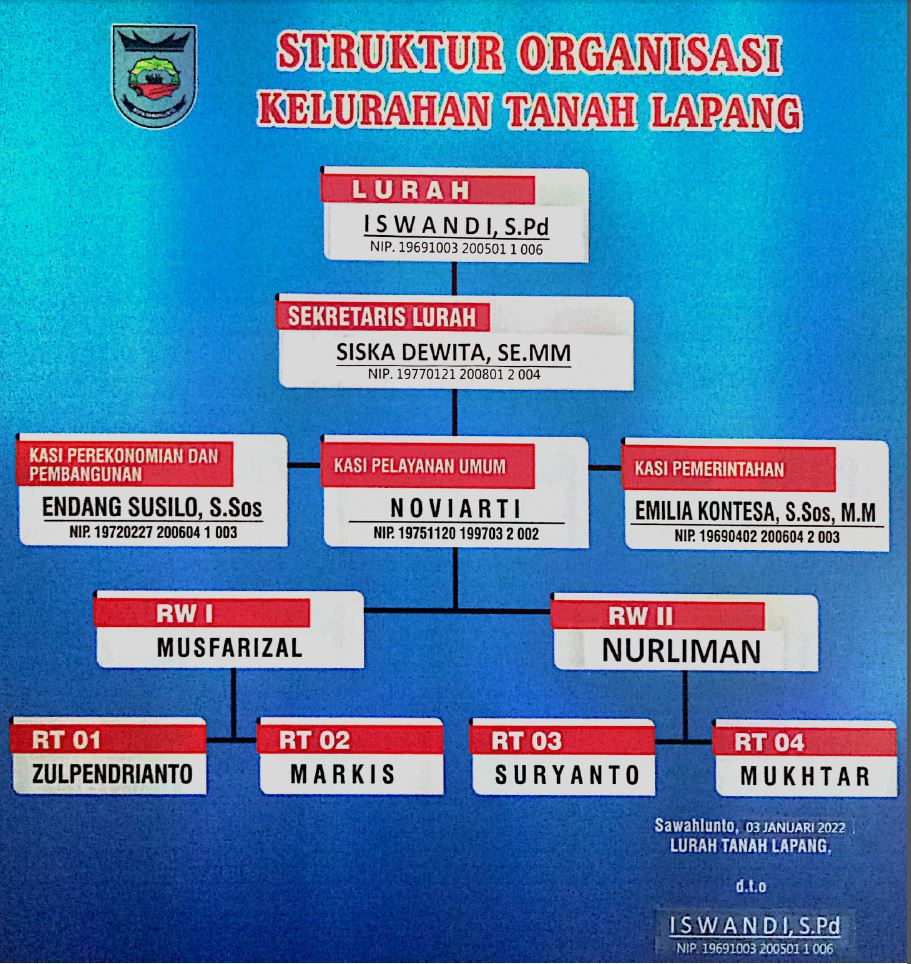 STRUKTUR ORGANISASI
KELURAHAN TANAH LAPANG
LURAH
ISWANDI, S.Pd
NIP. 19691003 200501 1 006
SEKRETARIS LURAH
SISKA DEWITA, SE.MM
NIP. 19770121 200801 2 004
KASI PEREKONOMIAN DAN
PEMBANGUNAN
ENDANG SUSILO, S.Sos
NIP. 19720227 200604 1 003
KASI PELAYANAN UMUM
NOVIARTI
NIP. 19751120 199703 2 002
KASI PEMERINTAHAN
EMILIA KONTESA, S.Sos, M.M
NIP. 19690402 200604 2 003
RW I
MUSFARIZAL
RW II
NURLIMAN
RT 01
ZULPENDRIANTO
RT 02
MARKIS
RT 03
SURYANTO
RT 04
MUKHTAR
Sawahlunto, 03 JANUARI 2022
LURAH TANAH LAPANG,
d.t.o
ISWANDI, S.Pd
NIP. 19691003 200501 1 006